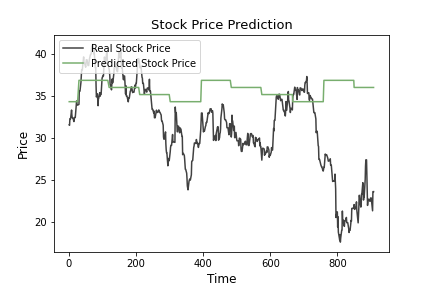 Stock Price Prediction
Real Stock Price
Predicted Stock Price
Price
40
35
30
25
20
0 200 400 600 800
Time